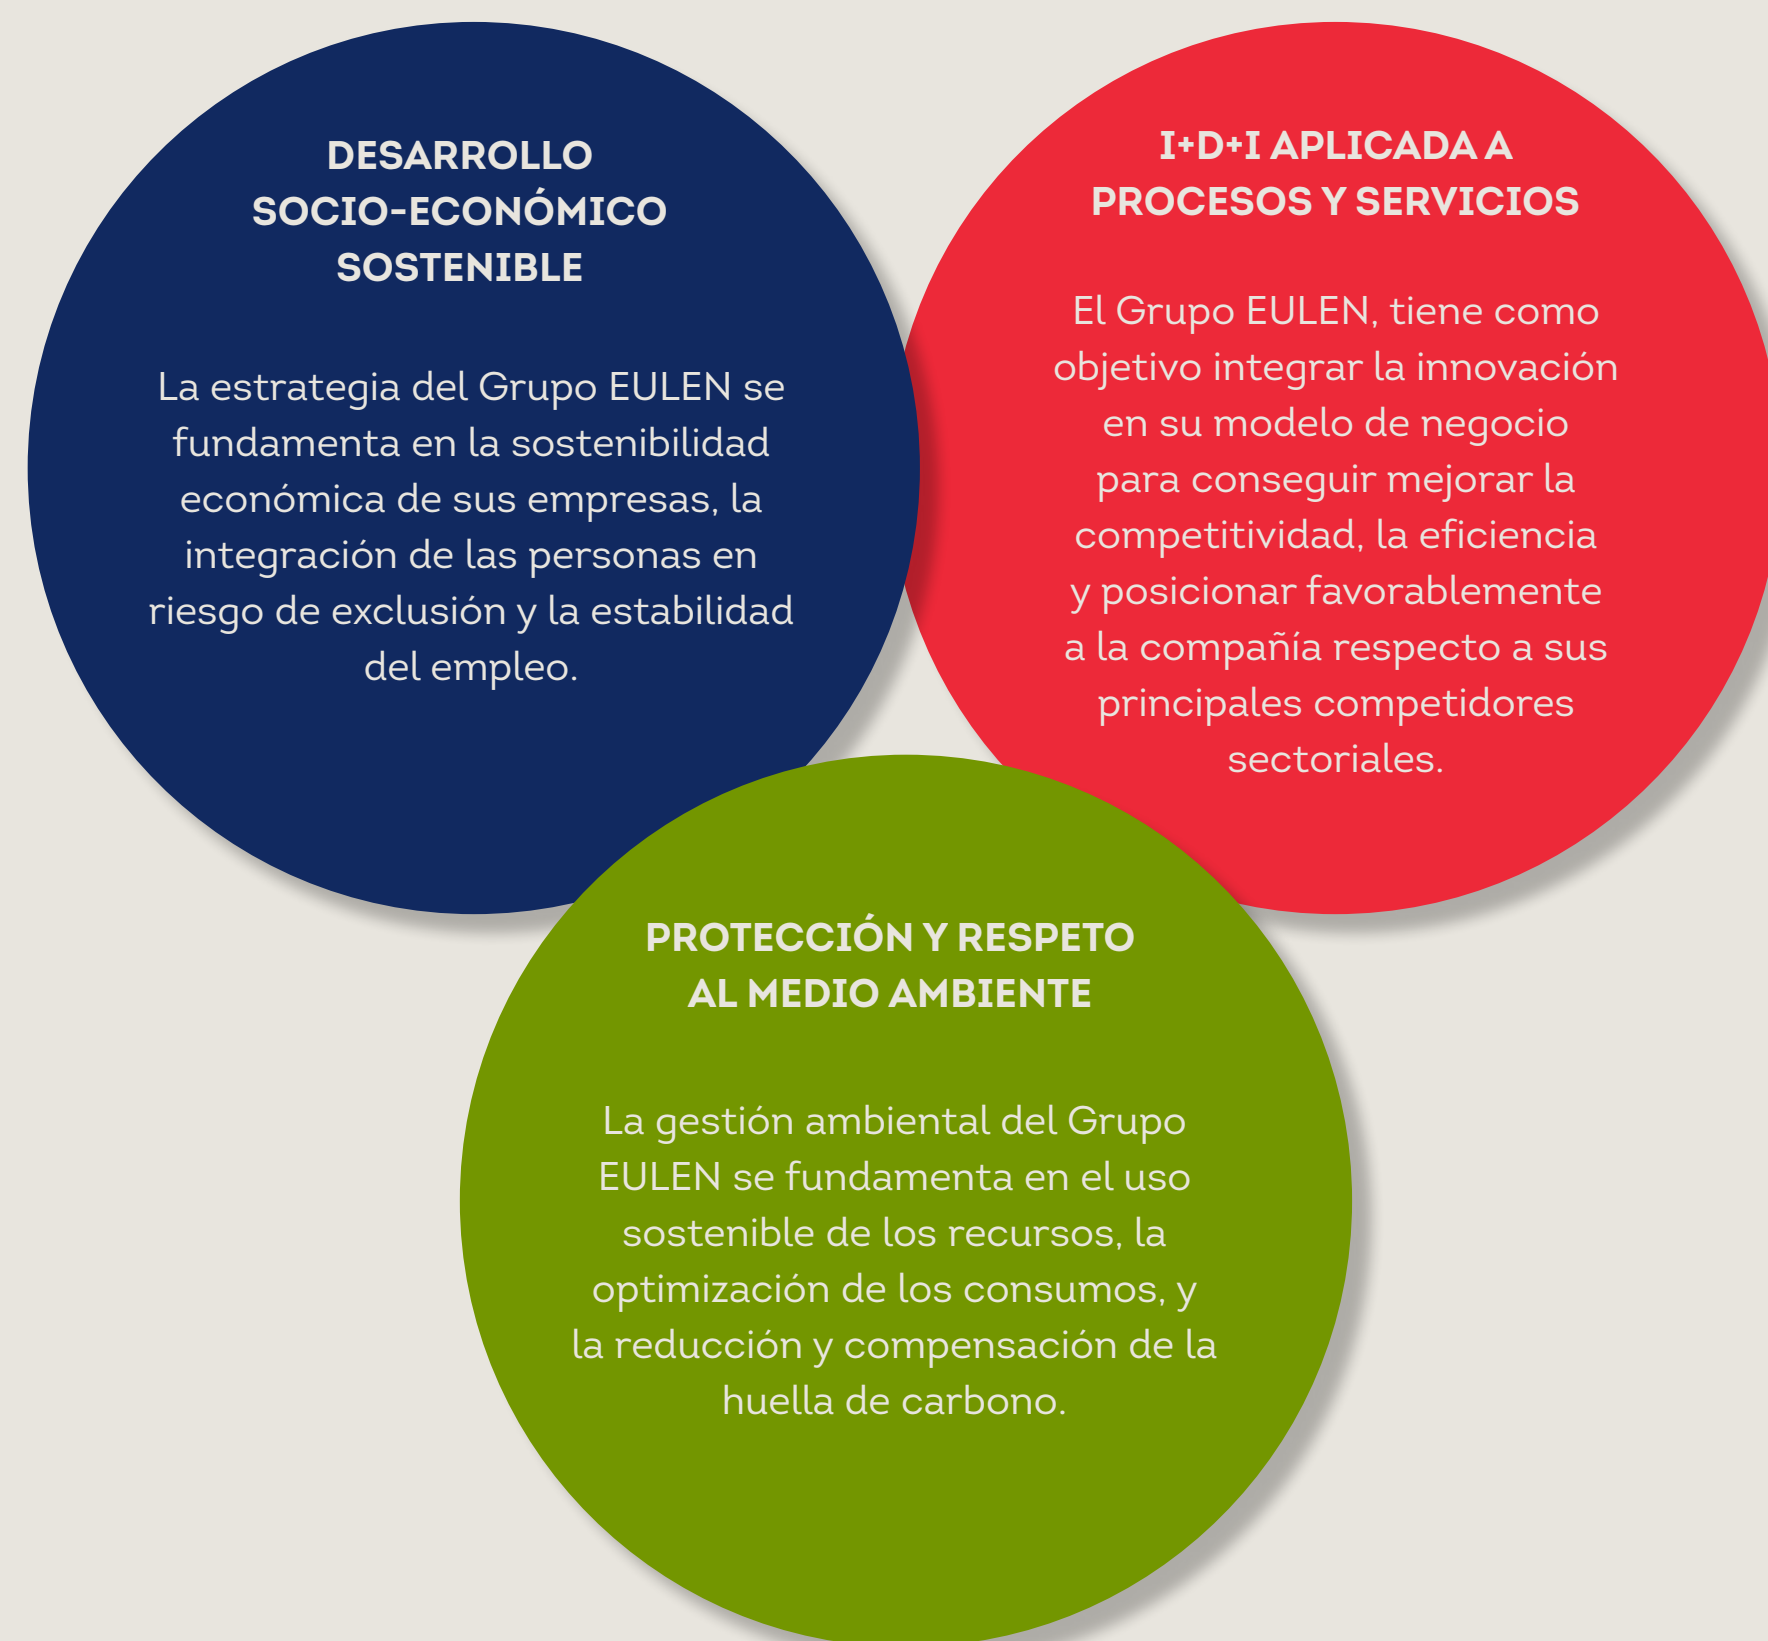 DESARROLLO
SOCIO-ECONÓMICO
SOSTENIBLE
La estrategia del Grupo EULEN se
fundamenta en la sostenibilidad
económica de sus empresas, la
integración de las personas en
riesgo de exclusión y la estabilidad
del empleo.
I+D+I APLICADA A
PROCESOS Y SERVICIOS
El Grupo EULEN, tiene como
objetivo integrar la innovación
en su modelo de negocio
para conseguir mejorar la
competitividad, la eficiencia
y posicionar favorablemente
a la compañía respecto a sus
principales competidores
sectoriales.
PROTECCIÓN Y RESPETO
AL MEDIO AMBIENTE
La gestión ambiental del Grupo
EULEN se fundamenta en el uso
sostenible de los recursos, la
optimización de los consumos, y
la reducción y compensación de la
huella de carbono.